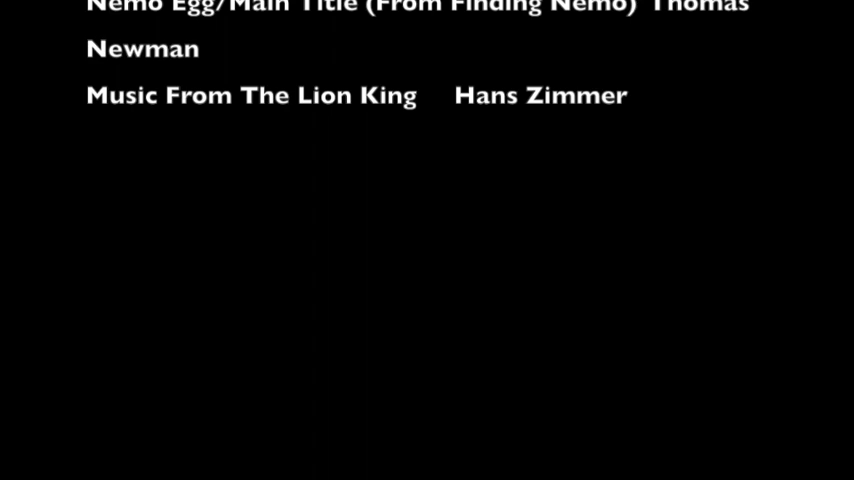 Nemo Egg/Main Title (From Finding Nemo) Thomas
Newman
Music From The Lion King Hans Zimmer